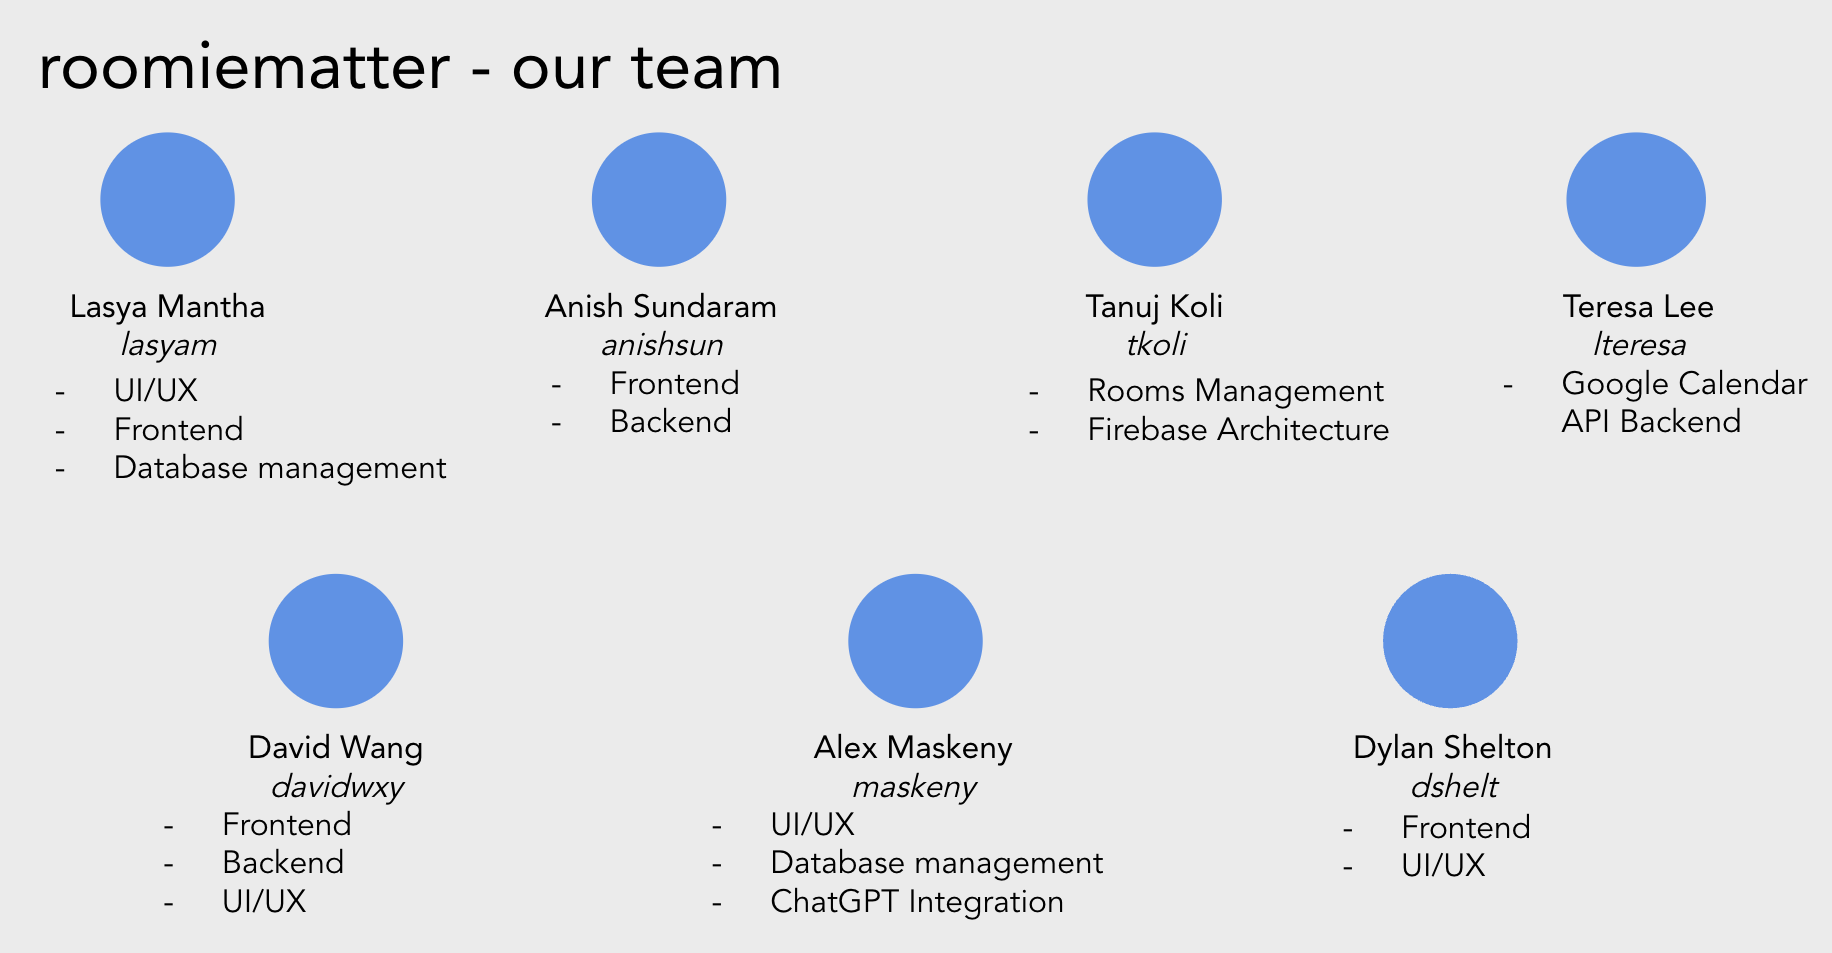 roomiematter - our team
Lasya Mantha
lasyam
- UI/UX
- Frontend
- Database management
Anish Sundaram
anishsun
- Frontend
- Backend
Tanuj Koli
tkoli
- Rooms Management
- Firebase Architecture
Teresa Lee
lteresa
- Google Calendar
API Backend
David Wang
davidwxy
- Frontend
- Backend
- UI/UX
Alex Maskeny
maskeny
- UI/UX
- Database management
- ChatGPT Integration
Dylan Shelton
dshelt
- Frontend
- UI/UX